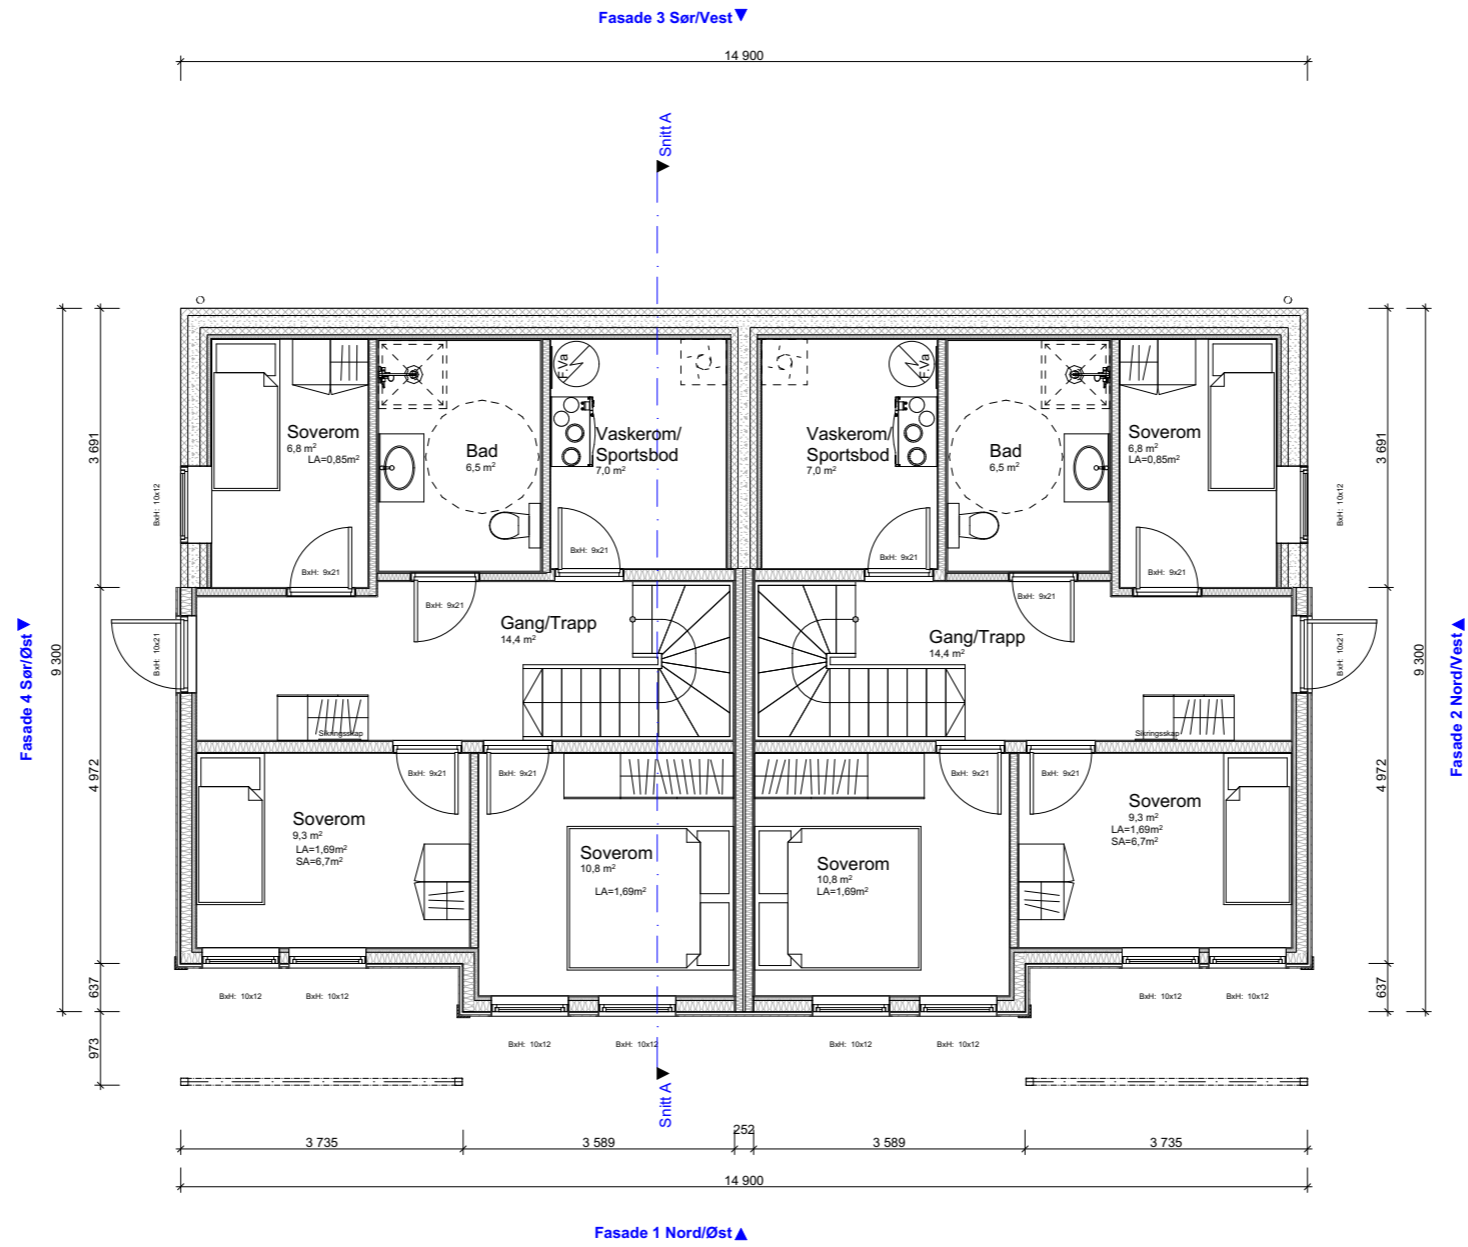 Fasade 3 Sør/Vest
14 900
Snitt A
F.Va
F.Va
Soverom
6,8 m²
LA=0,85m²
Bad
6,5 m²
Vaskerom/
Sportsbod
7,0 m²
Vaskerom/
Sportsbod
7,0 m²
Bad
6,5 m²
Soverom
6,8 m²
LA=0,85m²
3 691
3 691
BxH: 10x12
BxH: 10x12
BxH: 9x21
BxH: 9x21
BxH: 9x21
BxH: 9x21
BxH: 9x21
BxH: 9x21
Gang/Trapp
14,4 m²
Gang/Trapp
14,4 m²
BxH: 10x21
BxH: 10x21
Fasade 4 Sør/Øst
9 300
9 300
Fasade 2 Nord/Vest
Sikringsskap
Sikringsskap
4 972
4 972
BxH: 9x21
BxH: 9x21
BxH: 9x21
BxH: 9x21
Soverom
9,3 m²
LA=1,69m²
SA=6,7m²
Soverom
10,8 m²
LA=1,69m²
Soverom
10,8 m²
LA=1,69m²
Soverom
9,3 m²
LA=1,69m²
SA=6,7m²
637
637
BxH: 10x12
BxH: 10x12
BxH: 10x12
BxH: 10x12
973
BxH: 10x12
BxH: 10x12
BxH: 10x12
BxH: 10x12
Snitt A
3 735
3 589
252
3 589
3 735
14 900
Fasade 1 Nord/Øst